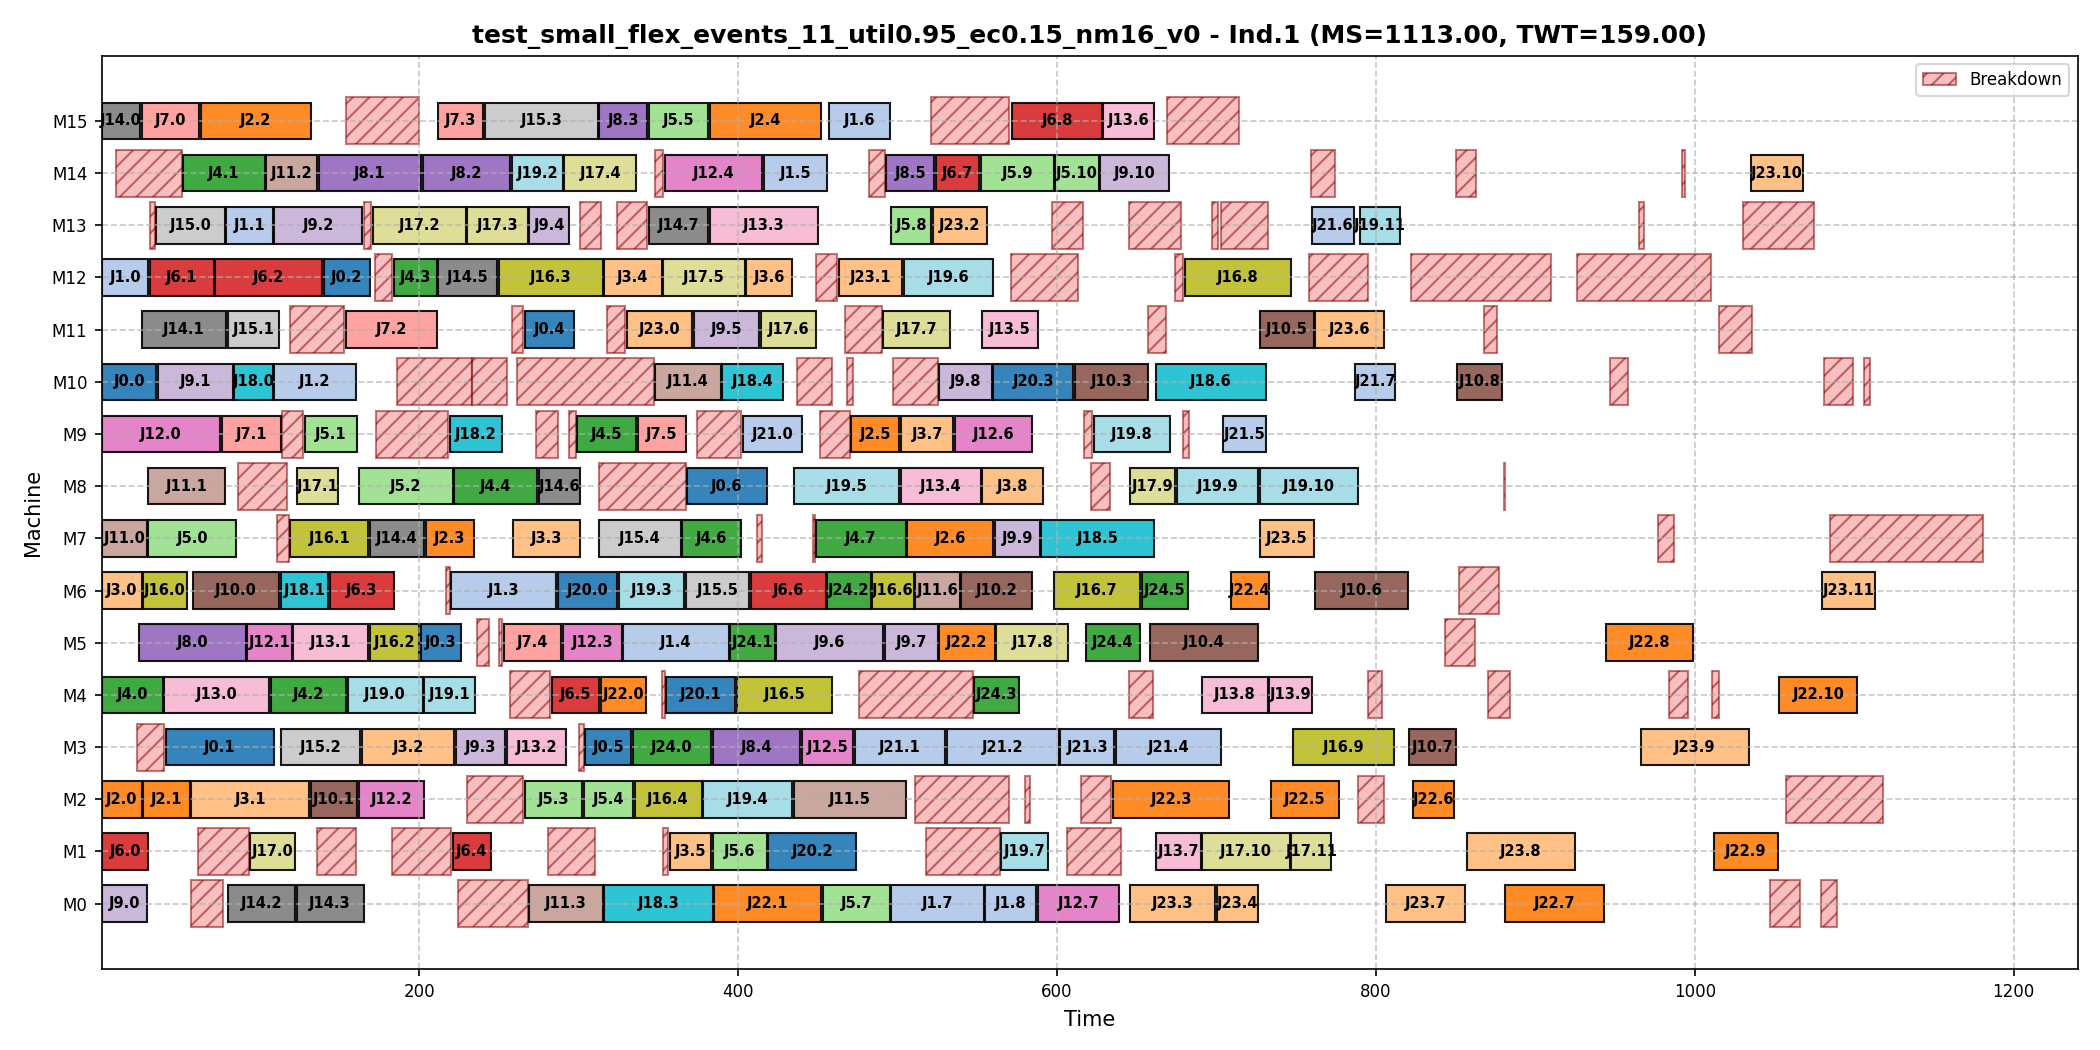 test_small_flex_events_11_util0.95_ec0.15_nm16_v0 - Ind.1 (MS=1113.00, TWT=159.00)
Breakdown
M15 J14.0 J7.0 J2.2 J7.3 J15.3 J8.3 J5.5 J2.4 J1.6 J6.8 J13.6
M14 J4.1 J11.2 J8.1 J8.2 J19.2 J17.4 J12.4 J1.5 J8.5 J6.7 J5.9 J5.10 J9.10 J23.10
M13 J15.0 J1.1 J9.2 J17.2 J17.3 J9.4 J14.7 J13.3 J5.8 J23.2 J21.6 J19.11
M12 J1.0 J6.1 J6.2 J0.2 J4.3 J14.5 J16.3 J3.4 J17.5 J3.6 J23.1 J19.6 J16.8
M11 J14.1 J15.1 J7.2 J0.4 J23.0 J9.5 J17.6 J17.7 J13.5 J10.5 J23.6
M10 J0.0 J9.1 J18.0 J1.2 J11.4 J18.4 J9.8 J20.3 J10.3 J18.6 J21.7 J10.8
M9 J12.0 J7.1 J5.1 J18.2 J4.5 J7.5 J21.0 J2.5 J3.7 J12.6 J19.8 J21.5
M8 J11.1 J17.1 J5.2 J4.4 J14.6 J0.6 J19.5 J13.4 J3.8 J17.9 J19.9 J19.10
M7 J11.0 J5.0 J16.1 J14.4 J2.3 J3.3 J15.4 J4.6 J4.7 J2.6 J9.9 J18.5 J23.5
M6 J3.0 J16.0 J10.0 J18.1 J6.3 J1.3 J20.0 J19.3 J15.5 J6.6 J24.2 J16.6 J11.6 J10.2 J16.7 J24.5 J22.4 J10.6 J23.11
M5 J8.0 J12.1 J13.1 J16.2 J0.3 J7.4 J12.3 J1.4 J24.1 J9.6 J9.7 J22.2 J17.8 J24.4 J10.4 J22.8
M4 J4.0 J13.0 J4.2 J19.0 J19.1 J6.5 J22.0 J20.1 J16.5 J24.3 J13.8 J13.9 J22.10
M3 J0.1 J15.2 J3.2 J9.3 J13.2 J0.5 J24.0 J8.4 J12.5 J21.1 J21.2 J21.3 J21.4 J16.9 J10.7 J23.9
M2 J2.0 J2.1 J3.1 J10.1 J12.2 J5.3 J5.4 J16.4 J19.4 J11.5 J22.3 J22.5 J22.6
M1 J6.0 J17.0 J6.4 J3.5 J5.6 J20.2 J19.7 J13.7 J17.10 J17.11 J23.8 J22.9
M0 J9.0 J14.2 J14.3 J11.3 J18.3 J22.1 J5.7 J1.7 J1.8 J12.7 J23.3 J23.4 J23.7 J22.7
200 400 600 800 1000 1200
Time
Machine